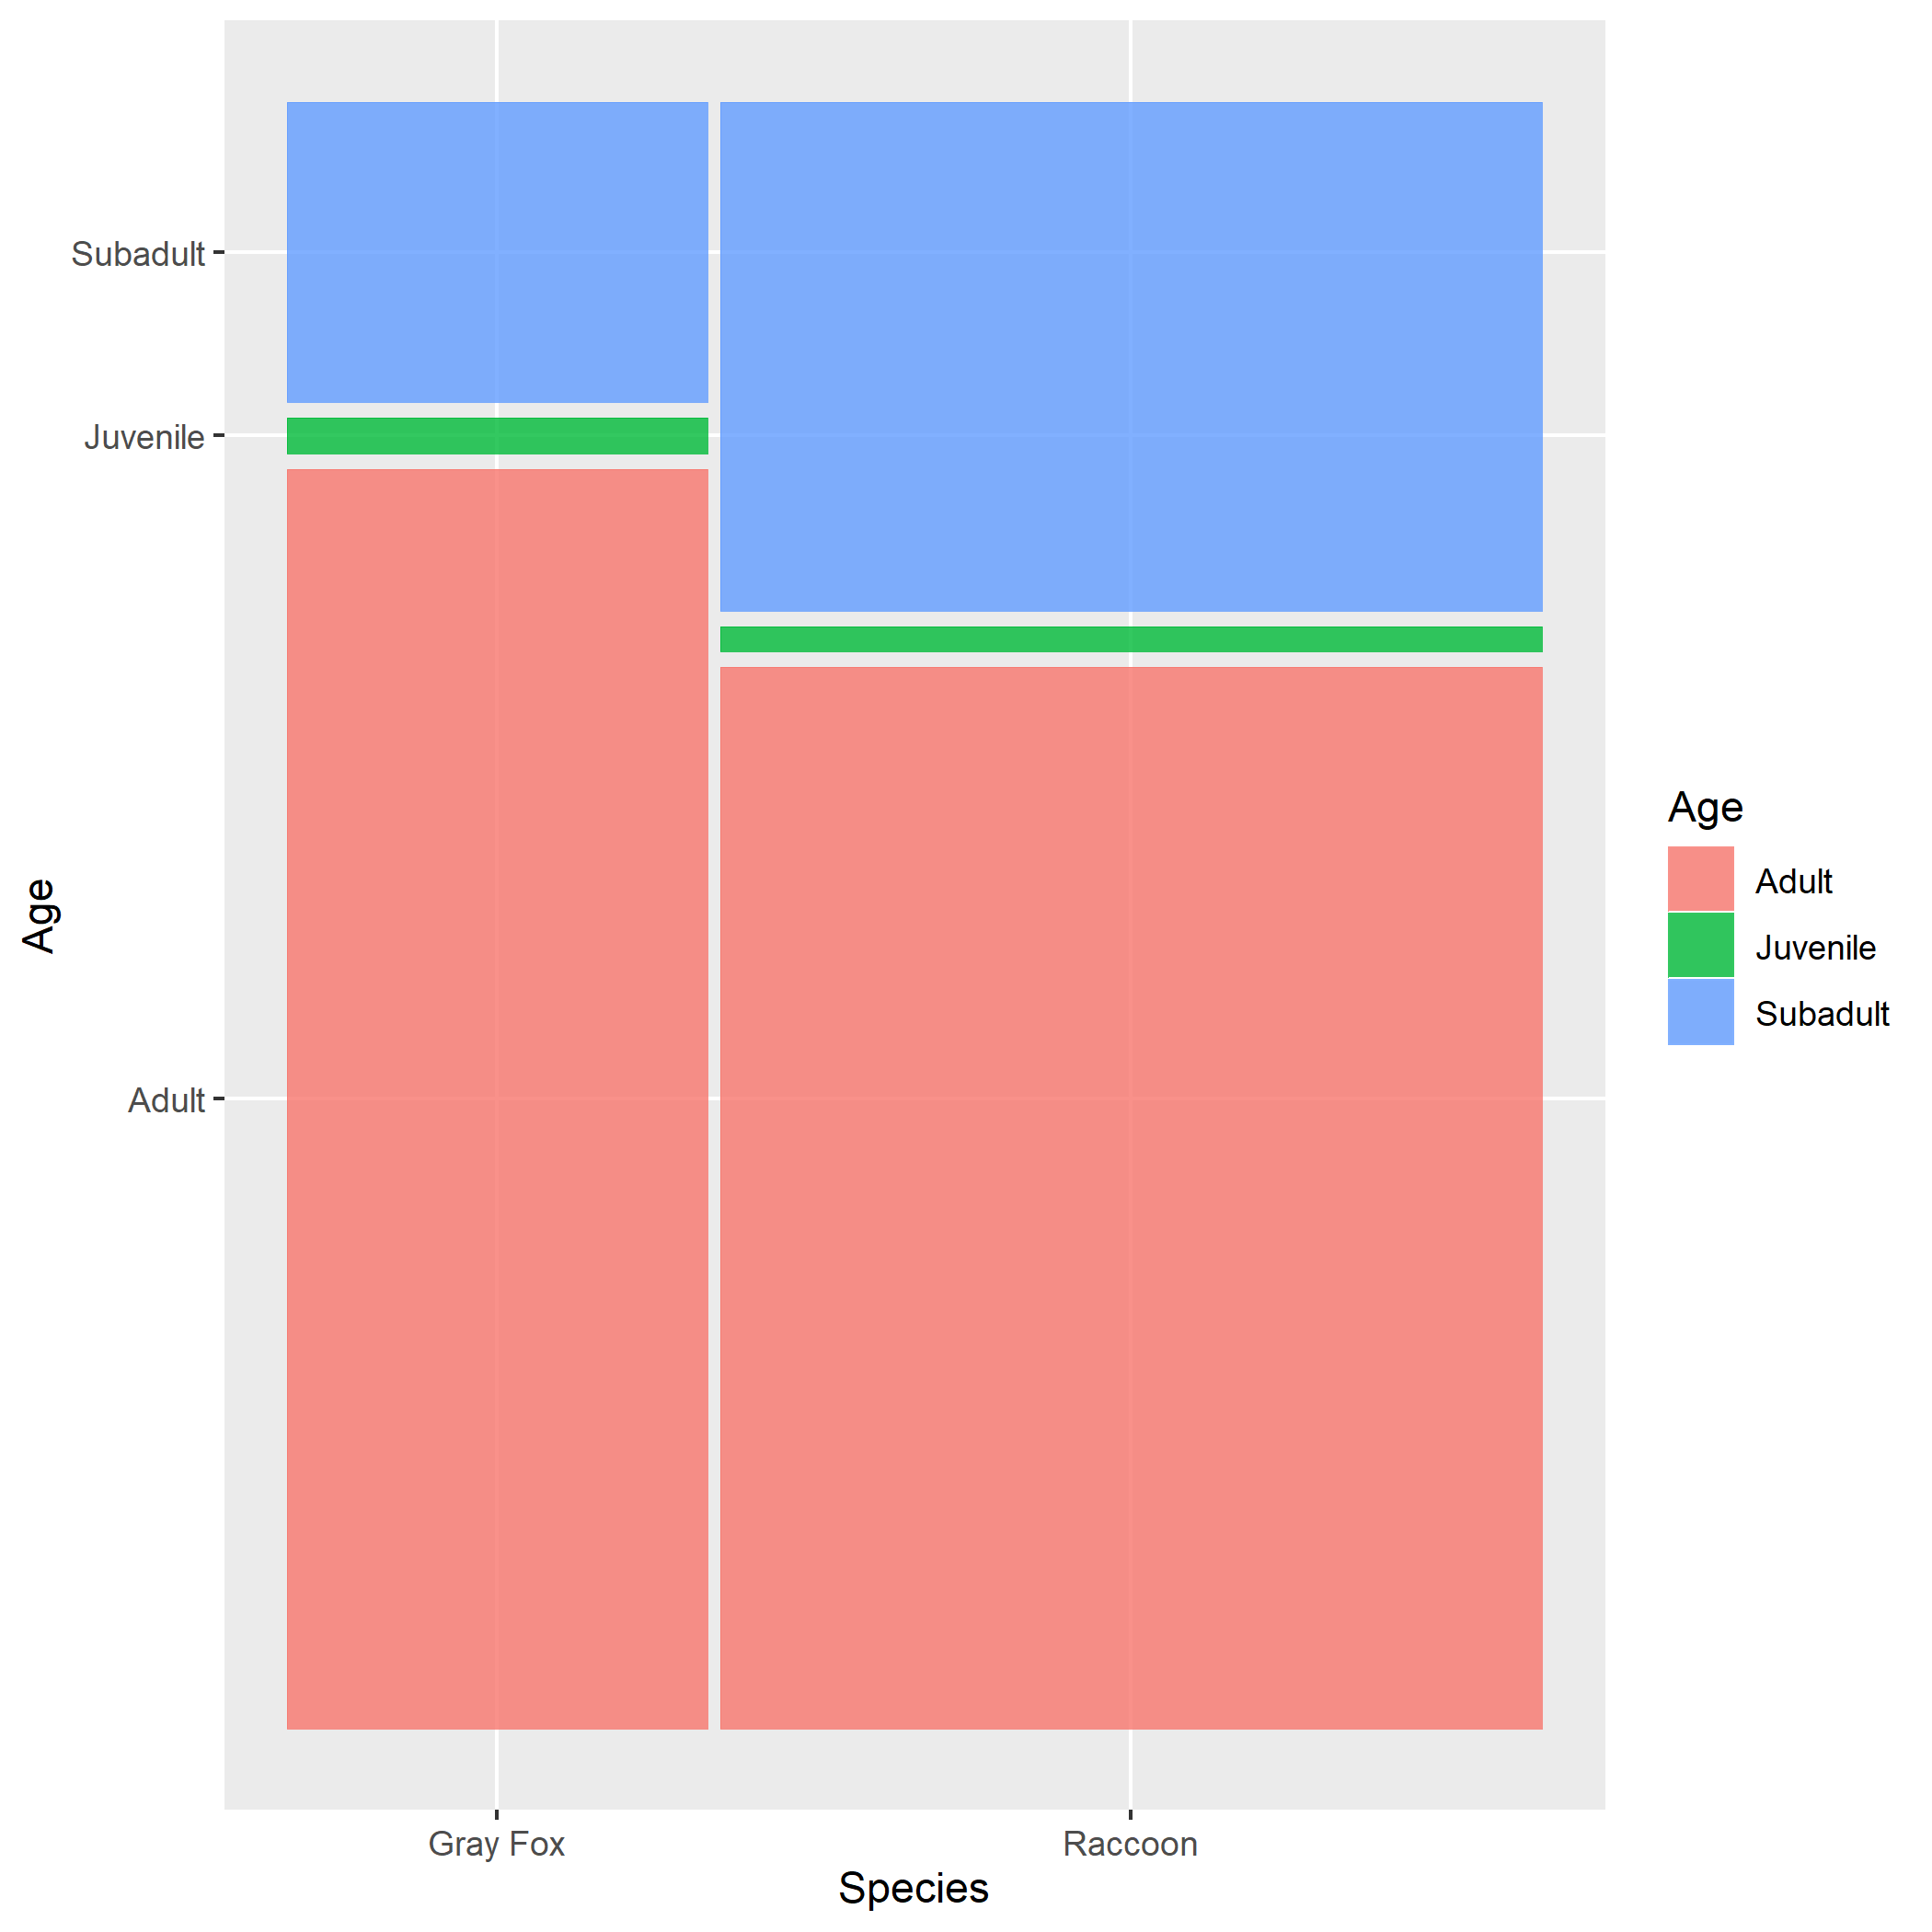 Subadult
Juvenile
Adult
Age
Gray Fox
Raccoon
Species
Age
Adult
Juvenile
Subadult